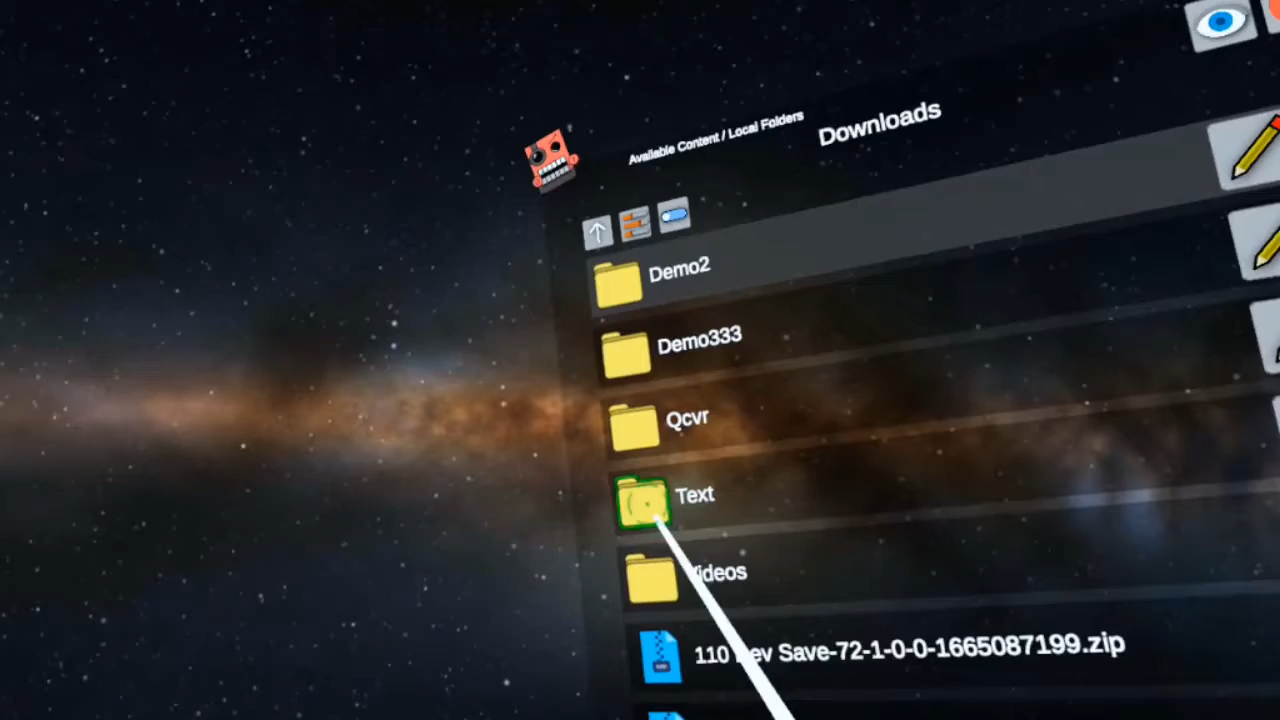 Available Content / Local Folders
Downloads
Demo2
Demo333
Qcvr
Text
ideos
110 ev Save-72-1-0-0-1665087199.zip